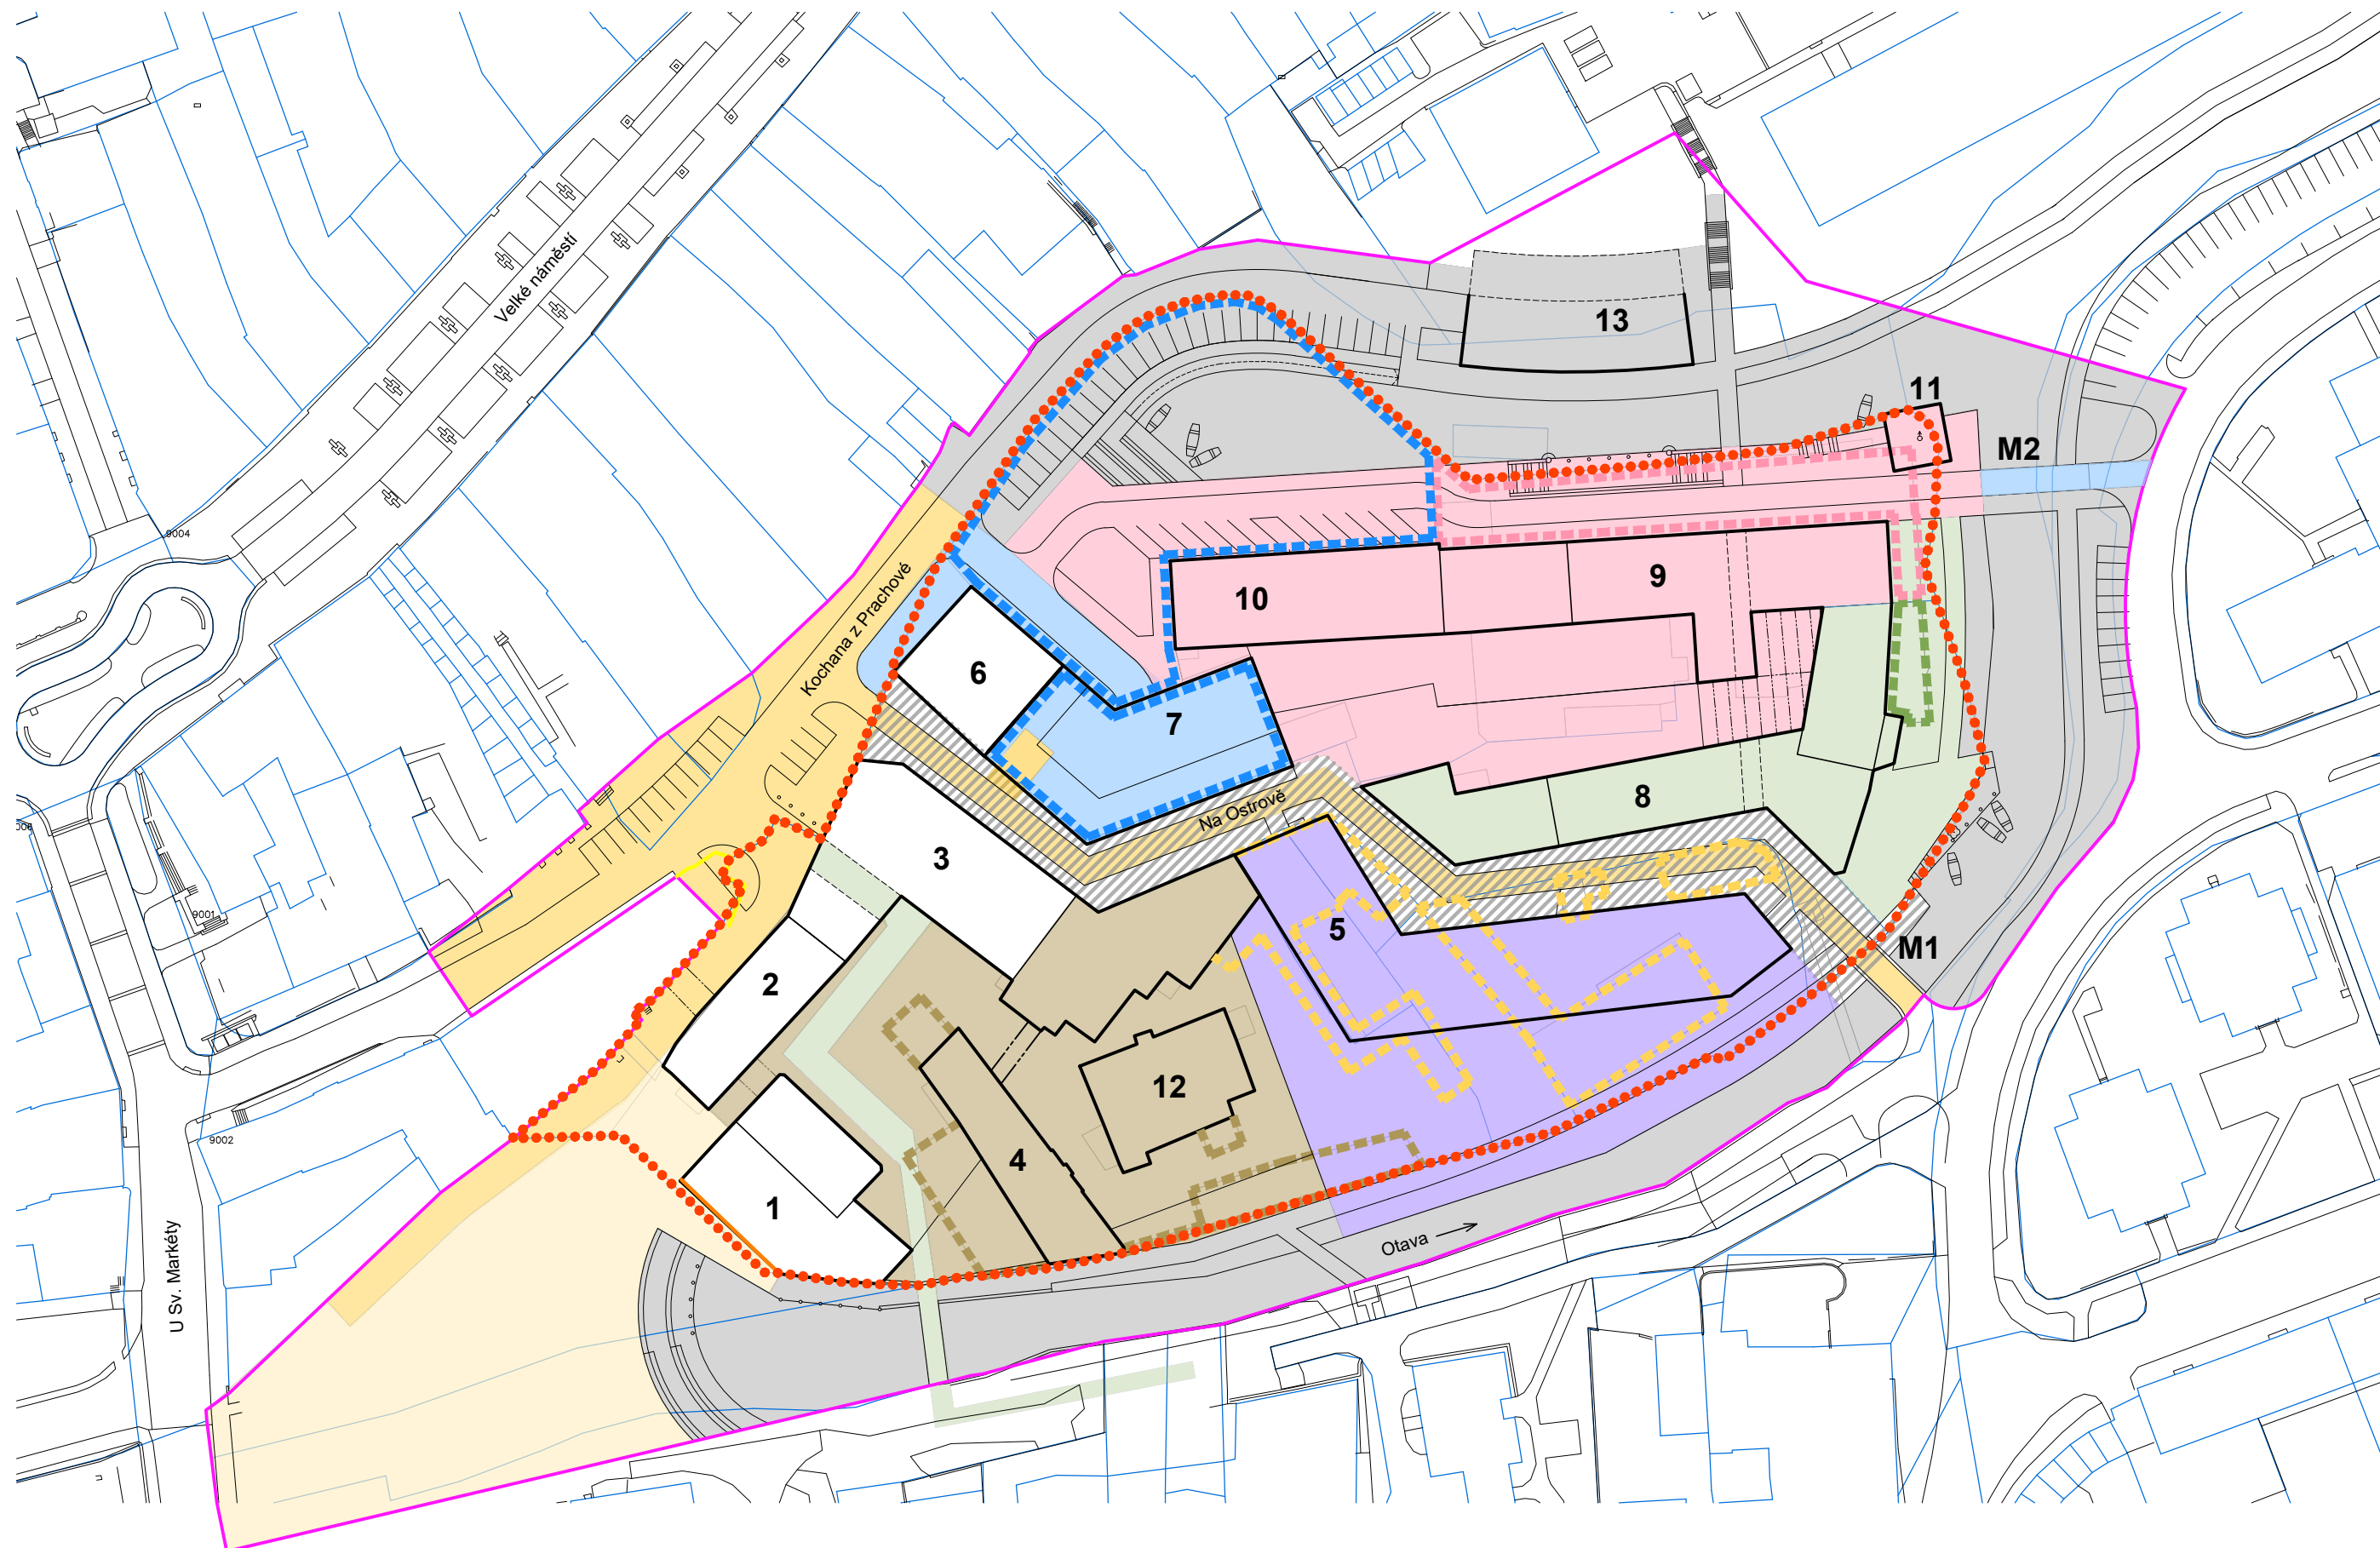 Velké náměstí
13
11
M2
9004
Kochana z Prachové
10
9
6
7
8
Na Ostrově
3
9001
5
M1
2
12
9002
4
1
U Sv. Markéty
Otava